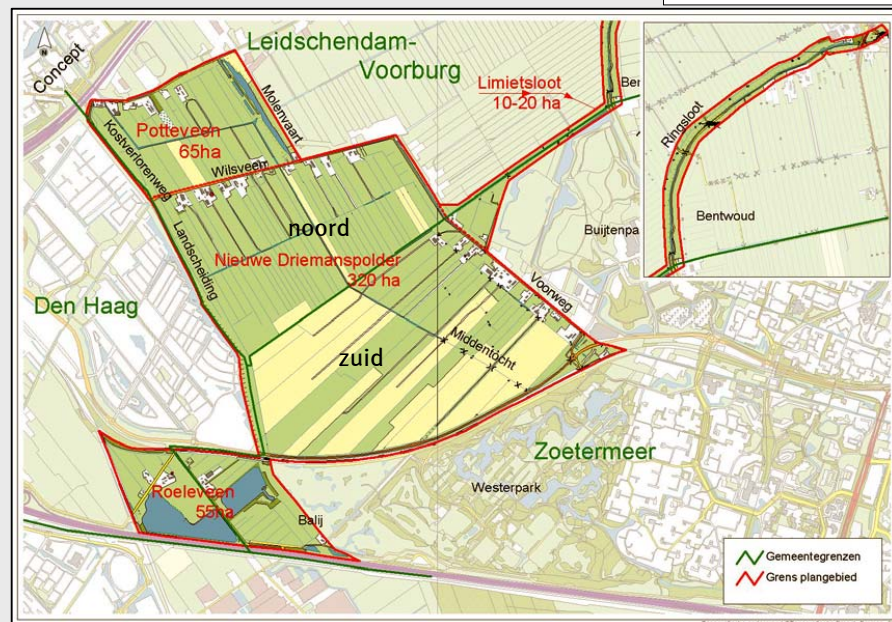 Concept
N
Leidschendam-
Voorburg
Limietsloot
10-20 ha
Ringsloot
Bentwoud
Molenvaart
Potteveen
65ha
Kostverlorenweg
Wilsveen
Landscheiding
noord
Nieuwe Driemanspolder
320 ha
Buijtenpa
Voorweg
Den Haag
zuid
Middentocht
Zoetermeer
Westerpark
Roeleveen
55ha
Balij
Gemeentegrenzen
Grens plangebied